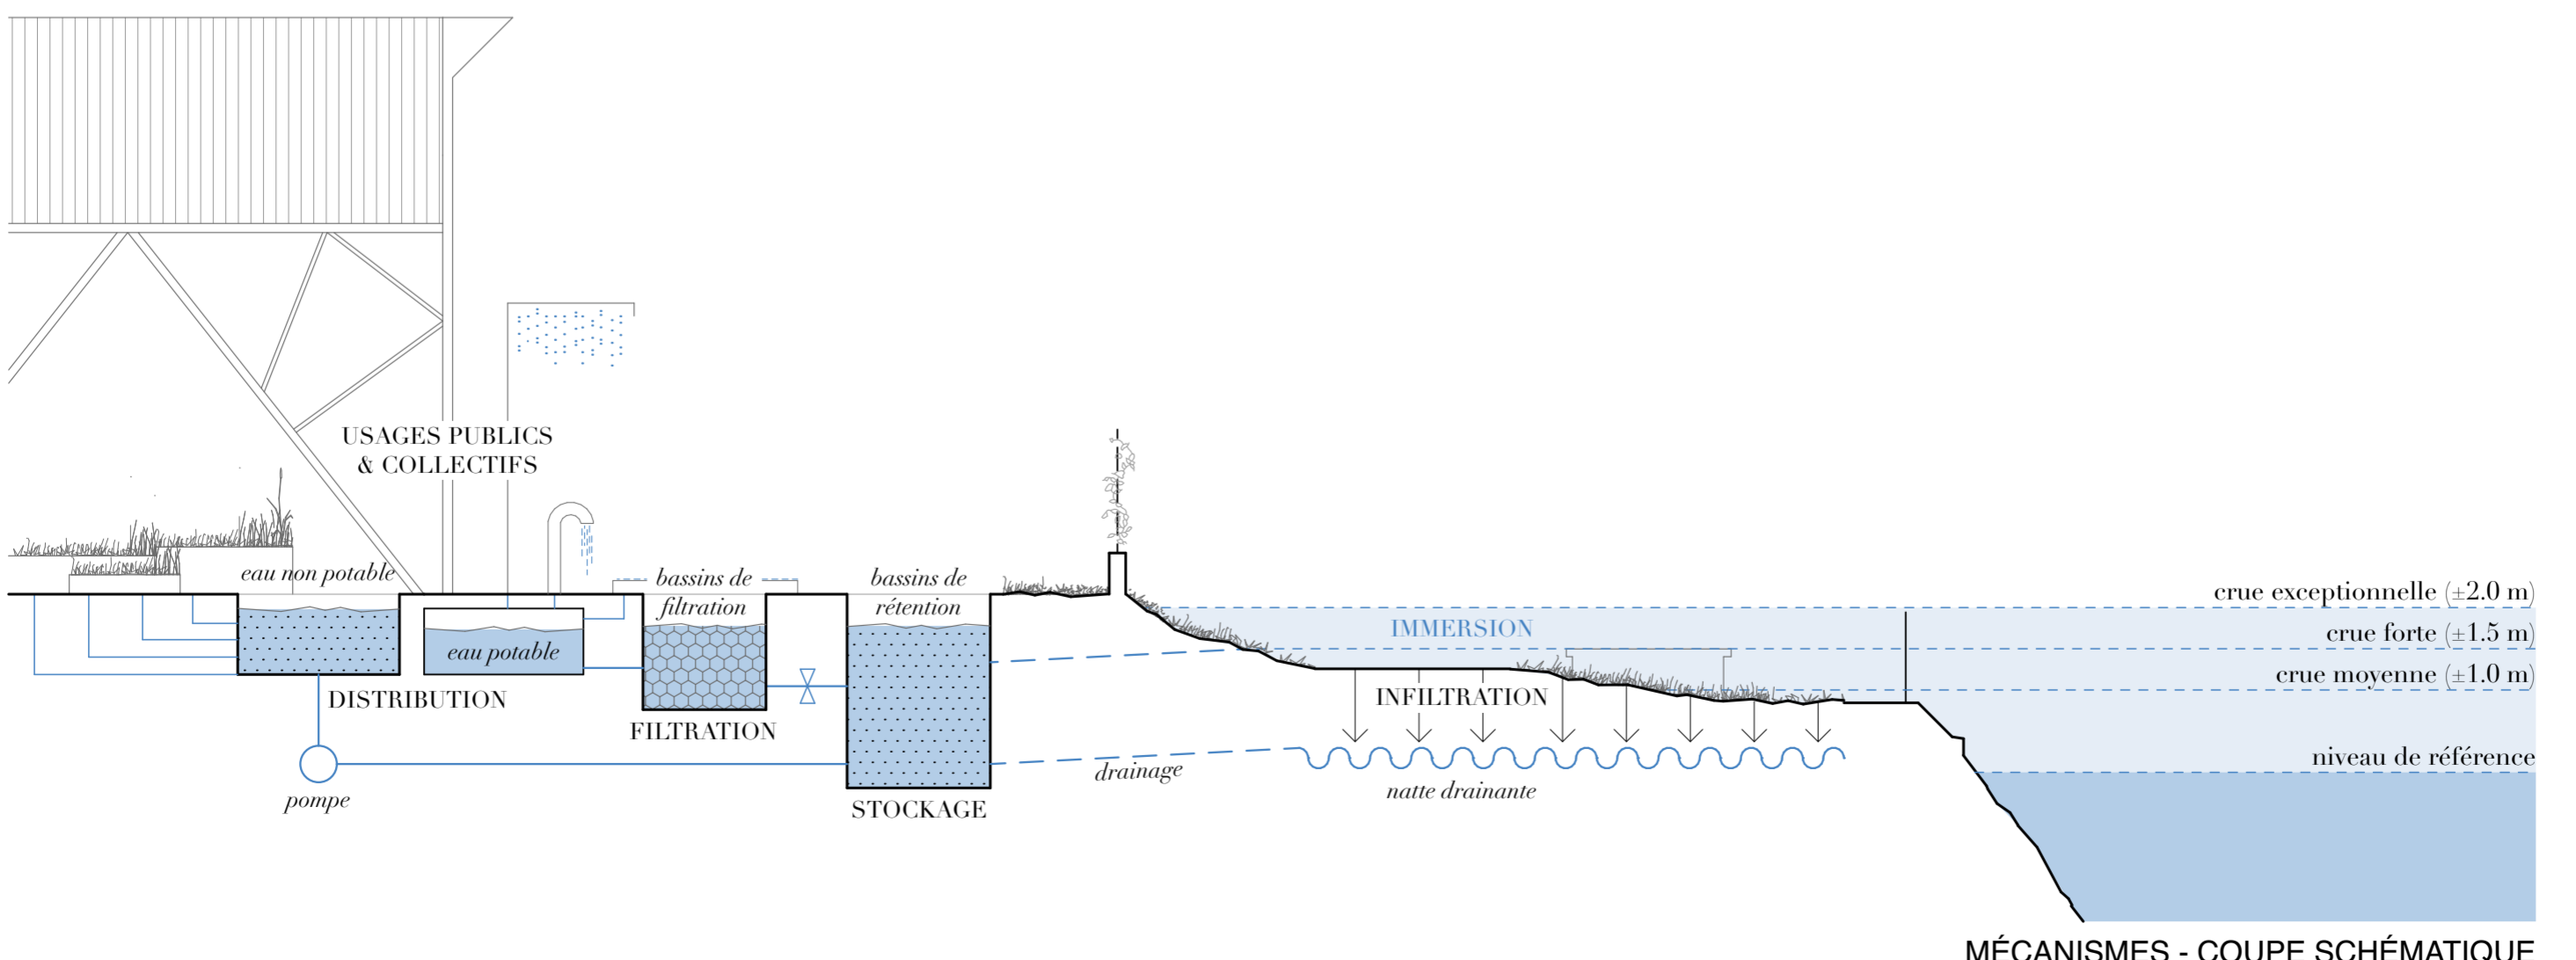 USAGES PUBLICS
& COLLECTIFS
eau non potable
bassins de
filtration
bassins de
rétention
eau potable
DISTRIBUTION
FILTRATION
pompe
STOCKAGE
drainage
IMMERSION
INFILTRATION
natte drainante
crue exceptionnelle (±2.0 m)
crue forte (±1.5 m)
crue moyenne (±1.0 m)
niveau de référence
MÉCANISMES - COUPE SCHÉMATIQUE